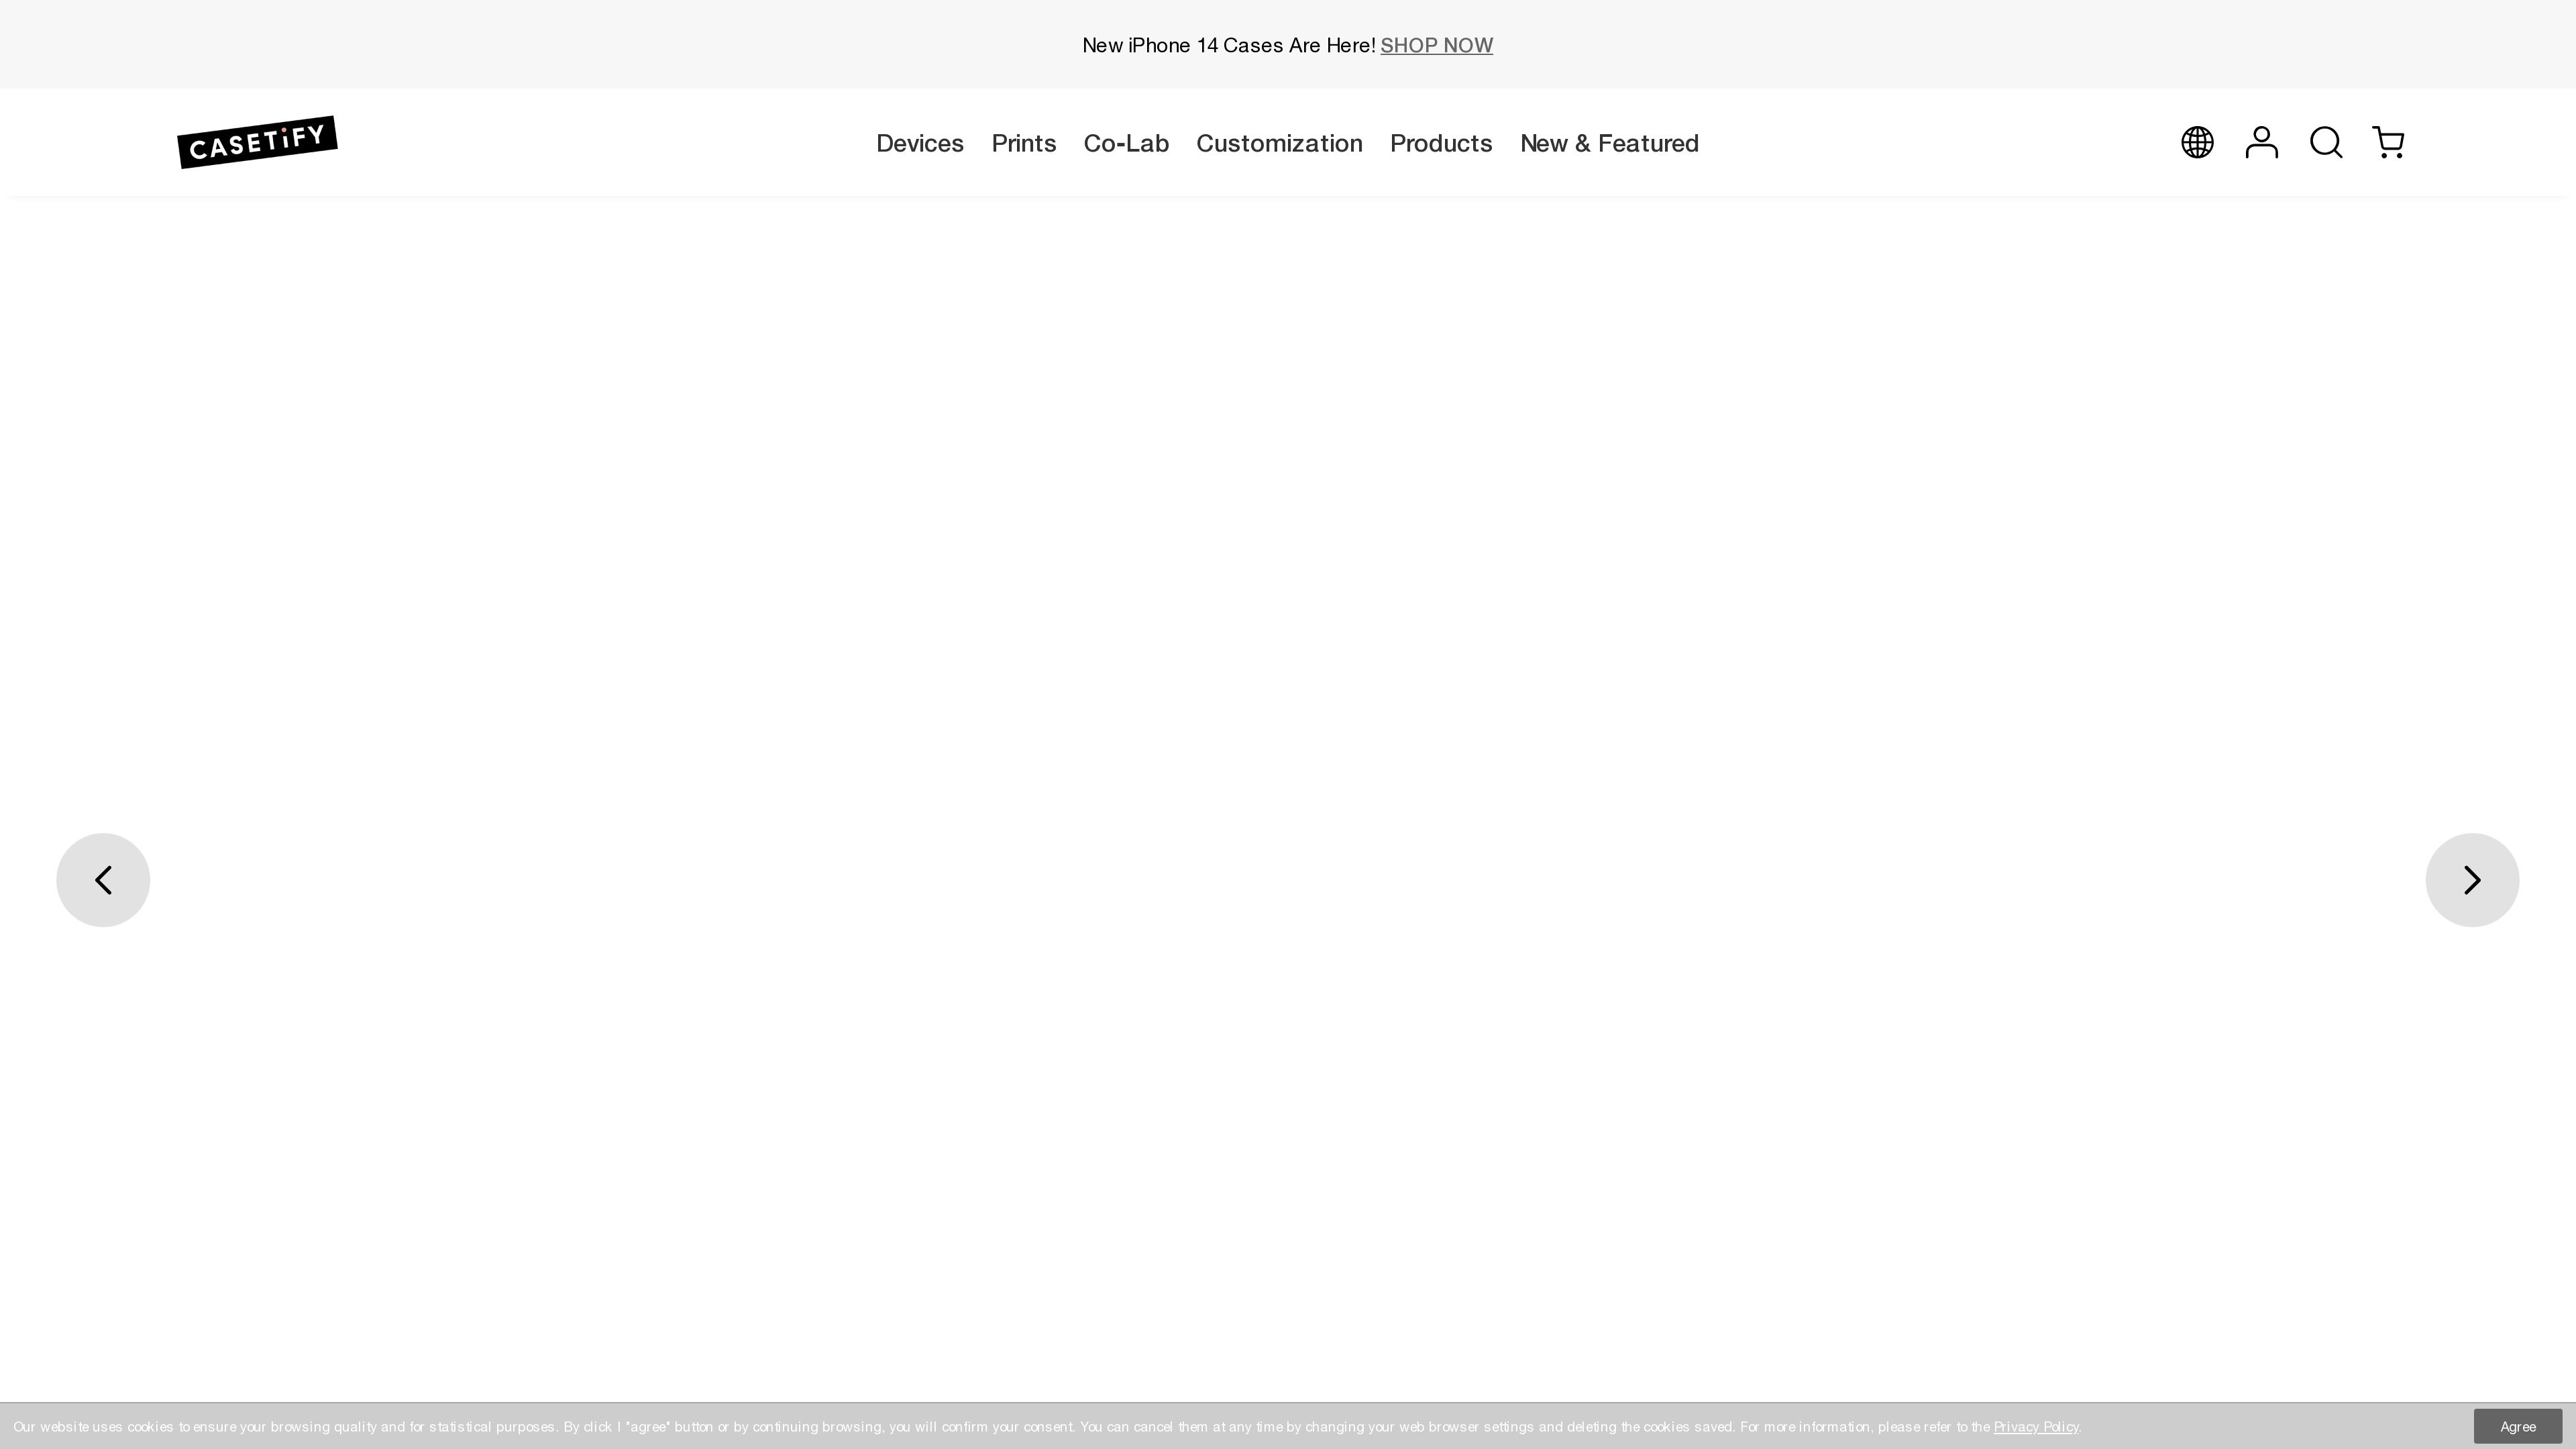 New iPhone 14 Cases Are Here! SHOP NOW
CASETiFY
Devices Prints Co-Lab Customization Products New & Featured
Our website uses cookies to ensure your browsing quality and for statistical purposes. By click I "agree" button or by continuing browsing, you will confirm your consent. You can cancel them at any time by changing your web browser settings and deleting the cookies saved. For more information, please refer to the Privacy Policy.
Agree